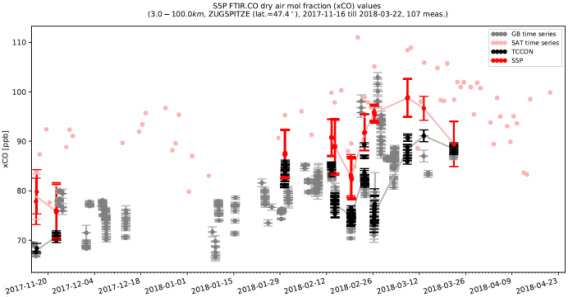 S5P FTIR.CO dry air mol fraction (xCO) values
(3.0−100.0km, ZUGSPITZE (lat.=47.4°), 2017-11-16 till 2018-03-22, 107 meas.)
GB time series
SAT time series
TCCON
S5P
xCO [ppb]
110
100
90
80
70
2017-11-20
2017-12-04
2017-12-18
2018-01-01
2018-01-15
2018-01-29
2018-02-12
2018-02-26
2018-03-12
2018-03-26
2018-04-09
2018-04-23